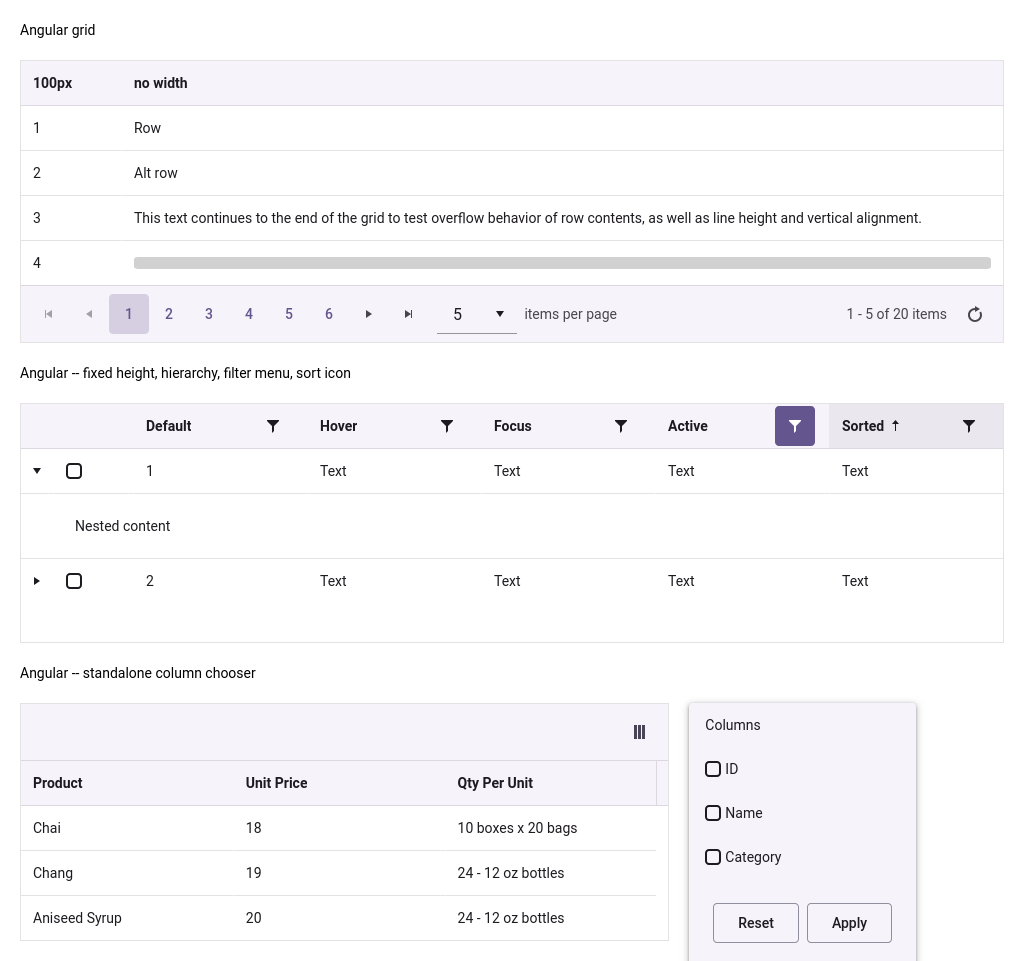 Angular grid
100px no width
1 Row
2 Alt row
3 This text continues to the end of the grid to test overflow behavior of row contents, as well as line height and vertical alignment.
4
1 2 3 4 5 6 5 items per page 1 - 5 of 20 items
Angular -- fixed height, hierarchy, filter menu, sort icon
Default Hover Focus Active Sorted
1 Text Text Text Text
Nested content
2 Text Text Text Text
Angular -- standalone column chooser
Product Unit Price Qty Per Unit
Chai 18 10 boxes x 20 bags
Chang 19 24 - 12 oz bottles
Aniseed Syrup 20 24 - 12 oz bottles
Columns
ID
Name
Category
Reset Apply